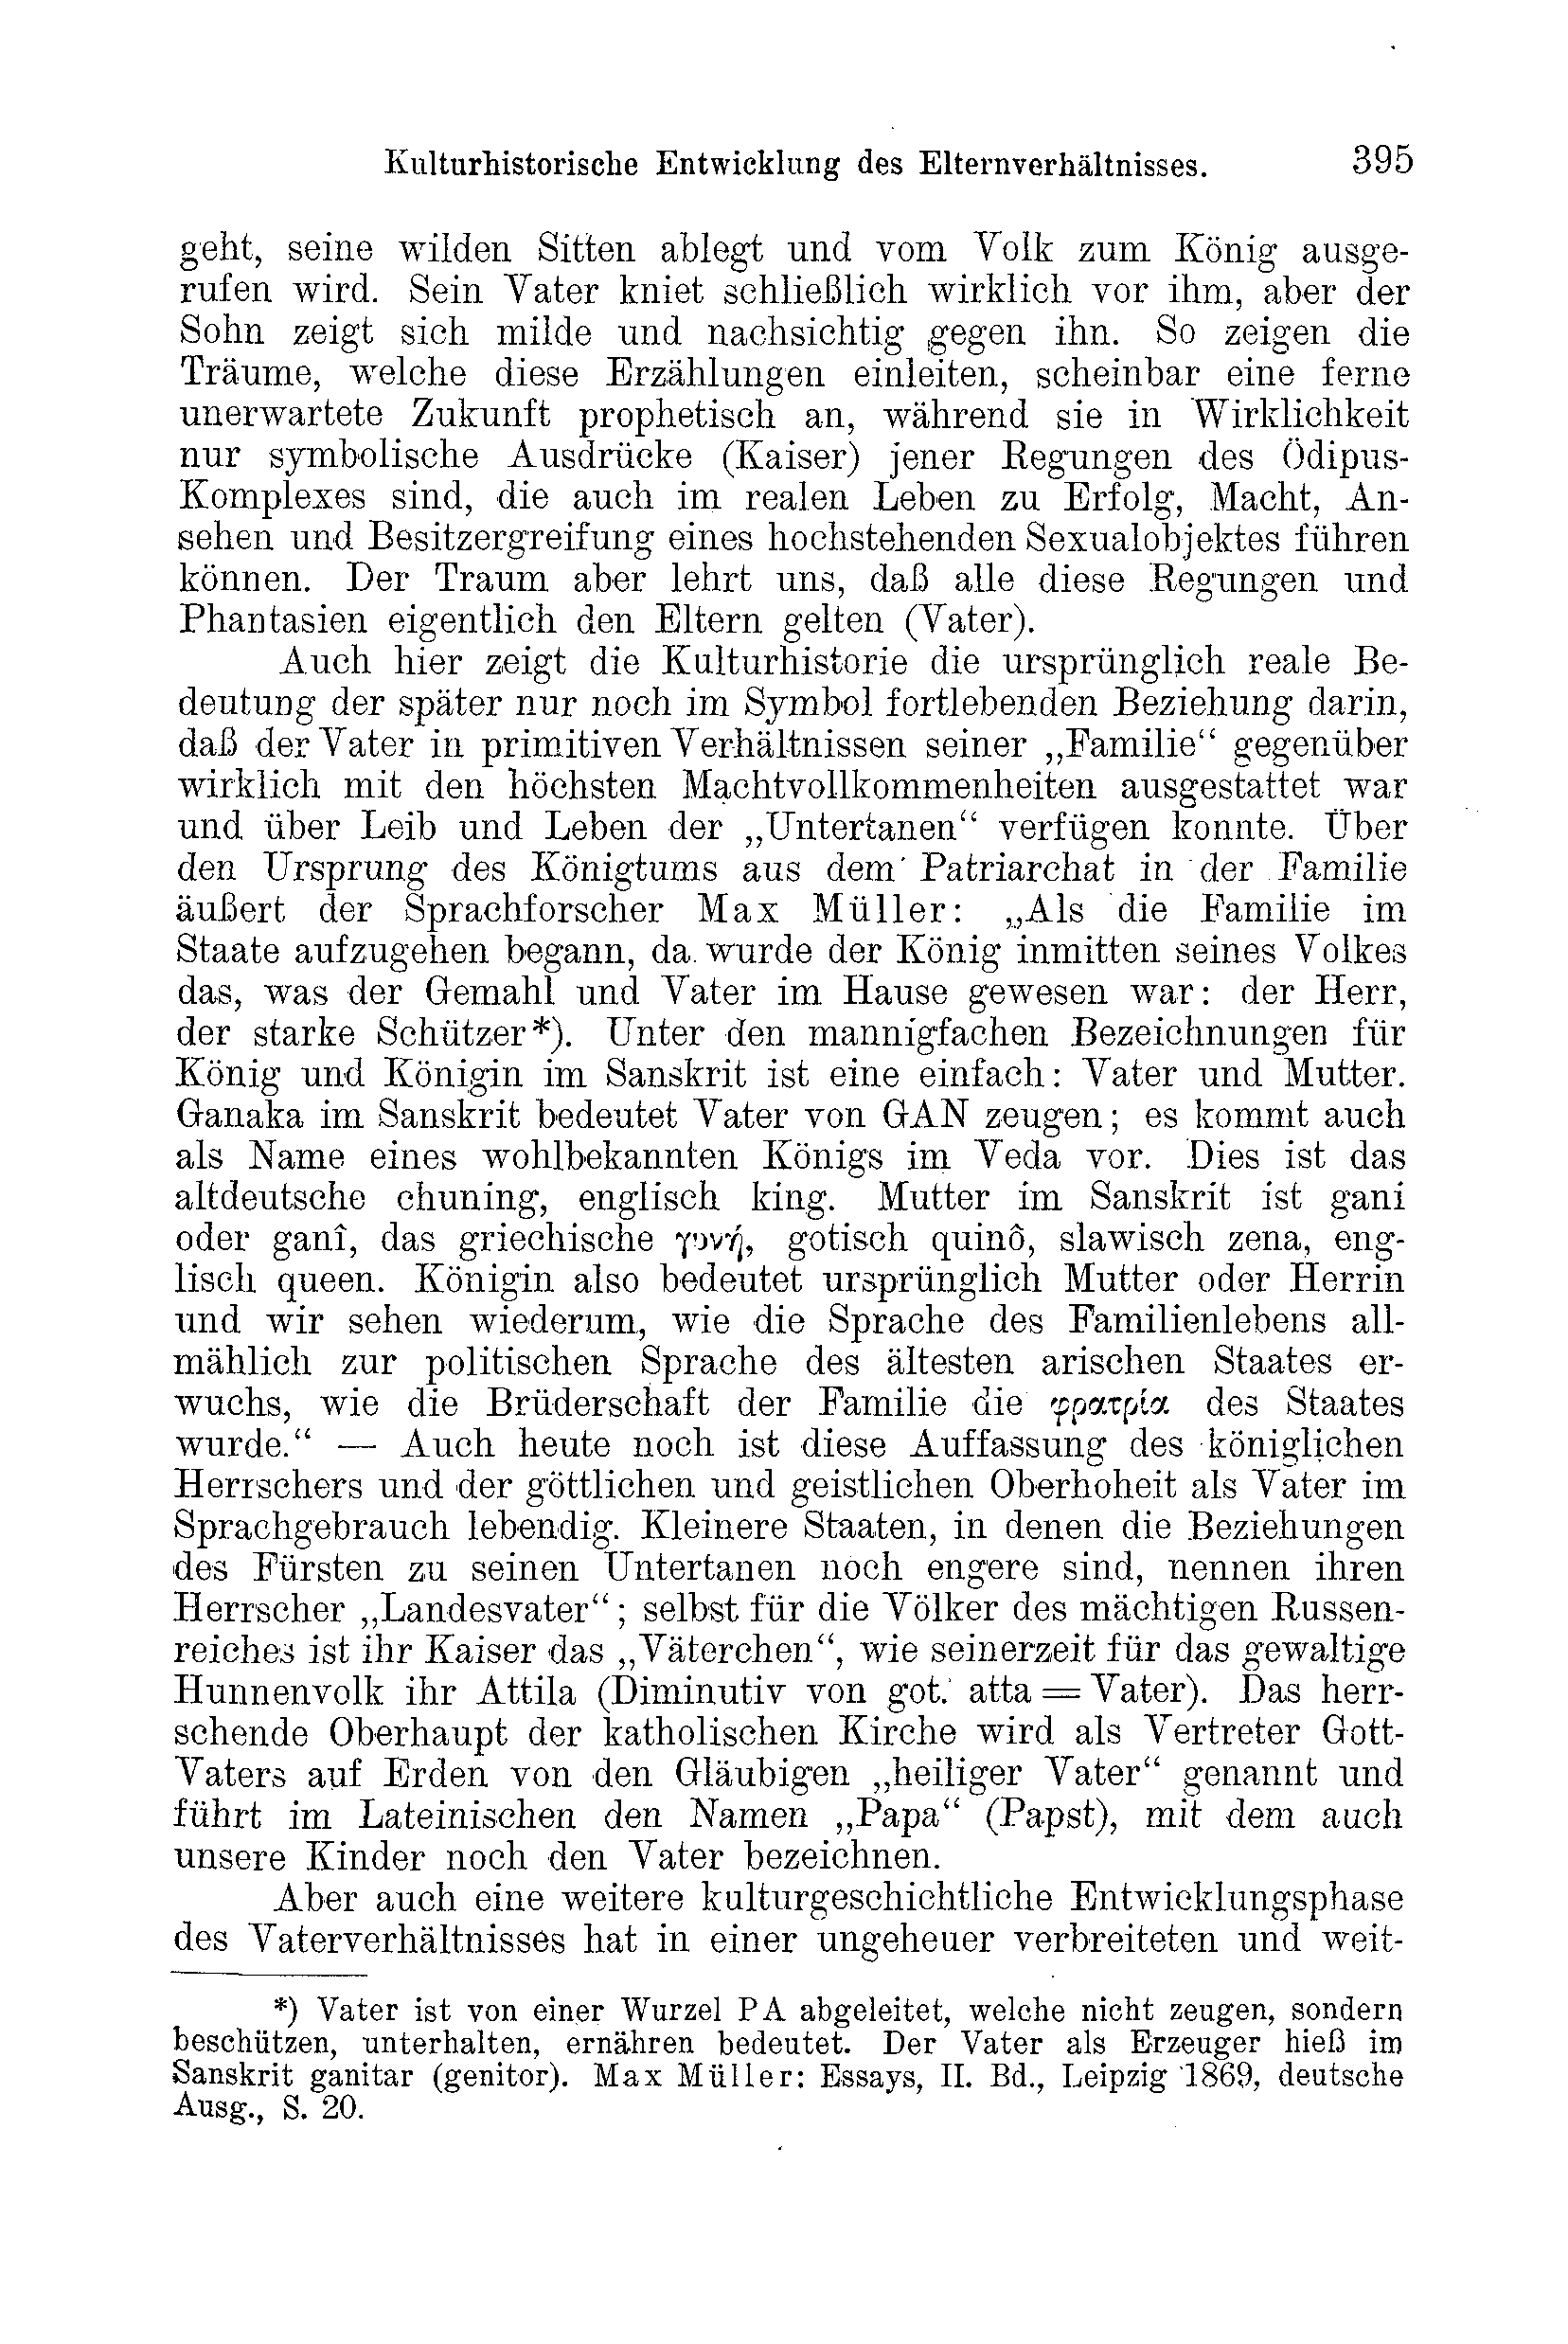 Kulturhistorische Entwicklung des Elternverhältnisses. 395
geht, seine wilden Sitten ablegt und vom Volk zum König ausge-
rufen wird. Sein Vater kniet schließlich wirklich vor ihm, aber der
Sohn zeigt sich milde und nachsichtig gegen ihn. So zeigen die
Träume, welche diese Erzählungen einleiten, scheinbar eine ferne
unerwartete Zukunft prophetisch an, während sie in Wirklichkeit
nur symbolische Ausdrücke (Kaiser) jener Regungen des Ödipus-
Komplexes sind, die auch im realen Leben zu Erfolg, Macht, An-
sehen und Besitzergreifung eines hochstehenden Sexualobjektes führen
können. Der Traum aber lehrt uns, daß alle diese Regungen und
Phantasien eigentlich den Eltern gelten (Vater).
Auch hier zeigt die Kulturhistorie die ursprünglich reale Be-
deutung der später nur noch im Symbol fortlebenden Beziehung darin,
daß der Vater in primitiven Verhältnissen seiner „Familie“ gegenüber
wirklich mit den höchsten Machtvollkommenheiten ausgestattet war
und über Leib und Leben der „Untertanen“ verfügen konnte. Über
den Ursprung des Königtums aus dem Patriarchat in der Familie
äußert der Sprachforscher Max Müller: „Als die Familie im
Staate aufzugehen begann, da wurde der König inmitten seines Volkes
das, was der Gemahl und Vater im Hause gewesen war: der Herr,
der starke Schützer*). Unter den mannigfachen Bezeichnungen für
König und Königin im Sanskrit ist eine einfach: Vater und Mutter.
Ganaka im Sanskrit bedeutet Vater von GAN zeugen; es kommt auch
als Name eines wohlbekannten Königs im Veda vor. Dies ist das
altdeutsche chuning, englisch king. Mutter im Sanskrit ist gani
oder ganî, das griechische γυνή, gotisch quinô, slawisch zena, eng-
lisch queen. Königin also bedeutet ursprünglich Mutter oder Herrin
und wir sehen wiederum, wie die Sprache des Familienlebens all-
mählich zur politischen Sprache des ältesten arischen Staates er-
wuchs, wie die Brüderschaft der Familie die φρατρία des Staates
wurde.“ — Auch heute noch ist diese Auffassung des königlichen
Herrschers und der göttlichen und geistlichen Oberhoheit als Vater im
Sprachgebrauch lebendig. Kleinere Staaten, in denen die Beziehungen
des Fürsten zu seinen Untertanen noch engere sind, nennen ihren
Herrscher „Landesvater“; selbst für die Völker des mächtigen Russen-
reiches ist ihr Kaiser das „Väterchen“, wie seinerzeit für das gewaltige
Hunnenvolk ihr Attila (Diminutiv von got. atta = Vater). Das herr-
schende Oberhaupt der katholischen Kirche wird als Vertreter Gott-
Vaters auf Erden von den Gläubigen „heiliger Vater“ genannt und
führt im Lateinischen den Namen „Papa“ (Papst), mit dem auch
unsere Kinder noch den Vater bezeichnen.
Aber auch eine weitere kulturgeschichtliche Entwicklungsphase
des Vaterverhältnisses hat in einer ungeheuer verbreiteten und weit-
*) Vater ist von einer Wurzel PA abgeleitet, welche nicht zeugen, sondern
beschützen, unterhalten, ernähren bedeutet. Der Vater als Erzeuger hieß im
Sanskrit ganitar (genitor). Max Müller: Essays, II. Bd., Leipzig 1869, deutsche
Ausg., S. 20.